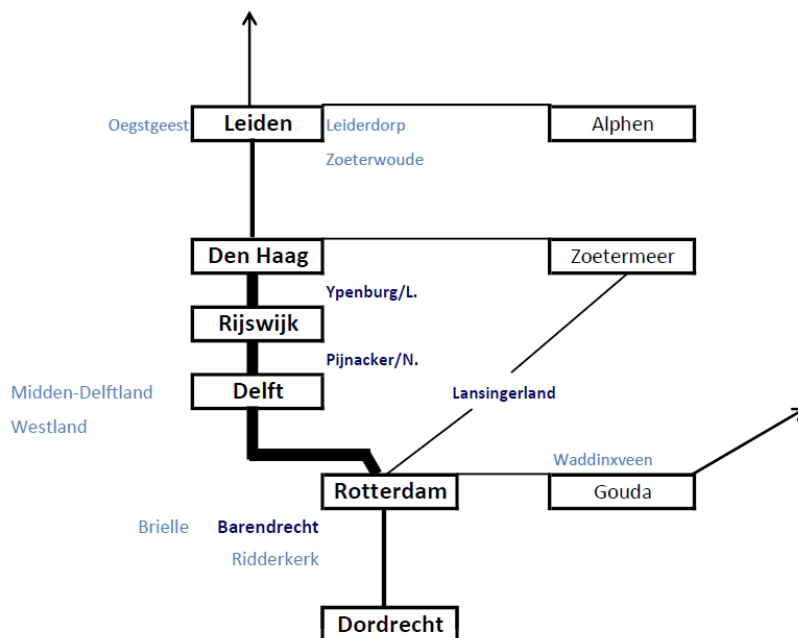 Oegstgeest
Leiden
Leiderdorp
Alphen
Zoeterwoude
Den Haag
Zoetermeer
Ypenburg/L.
Rijswijk
Pijnacker/N.
Midden-Delftland
Delft
Lansingerland
Westland
Waddinxveen
Rotterdam
Gouda
Brielle
Barendrecht
Ridderkerk
Dordrecht